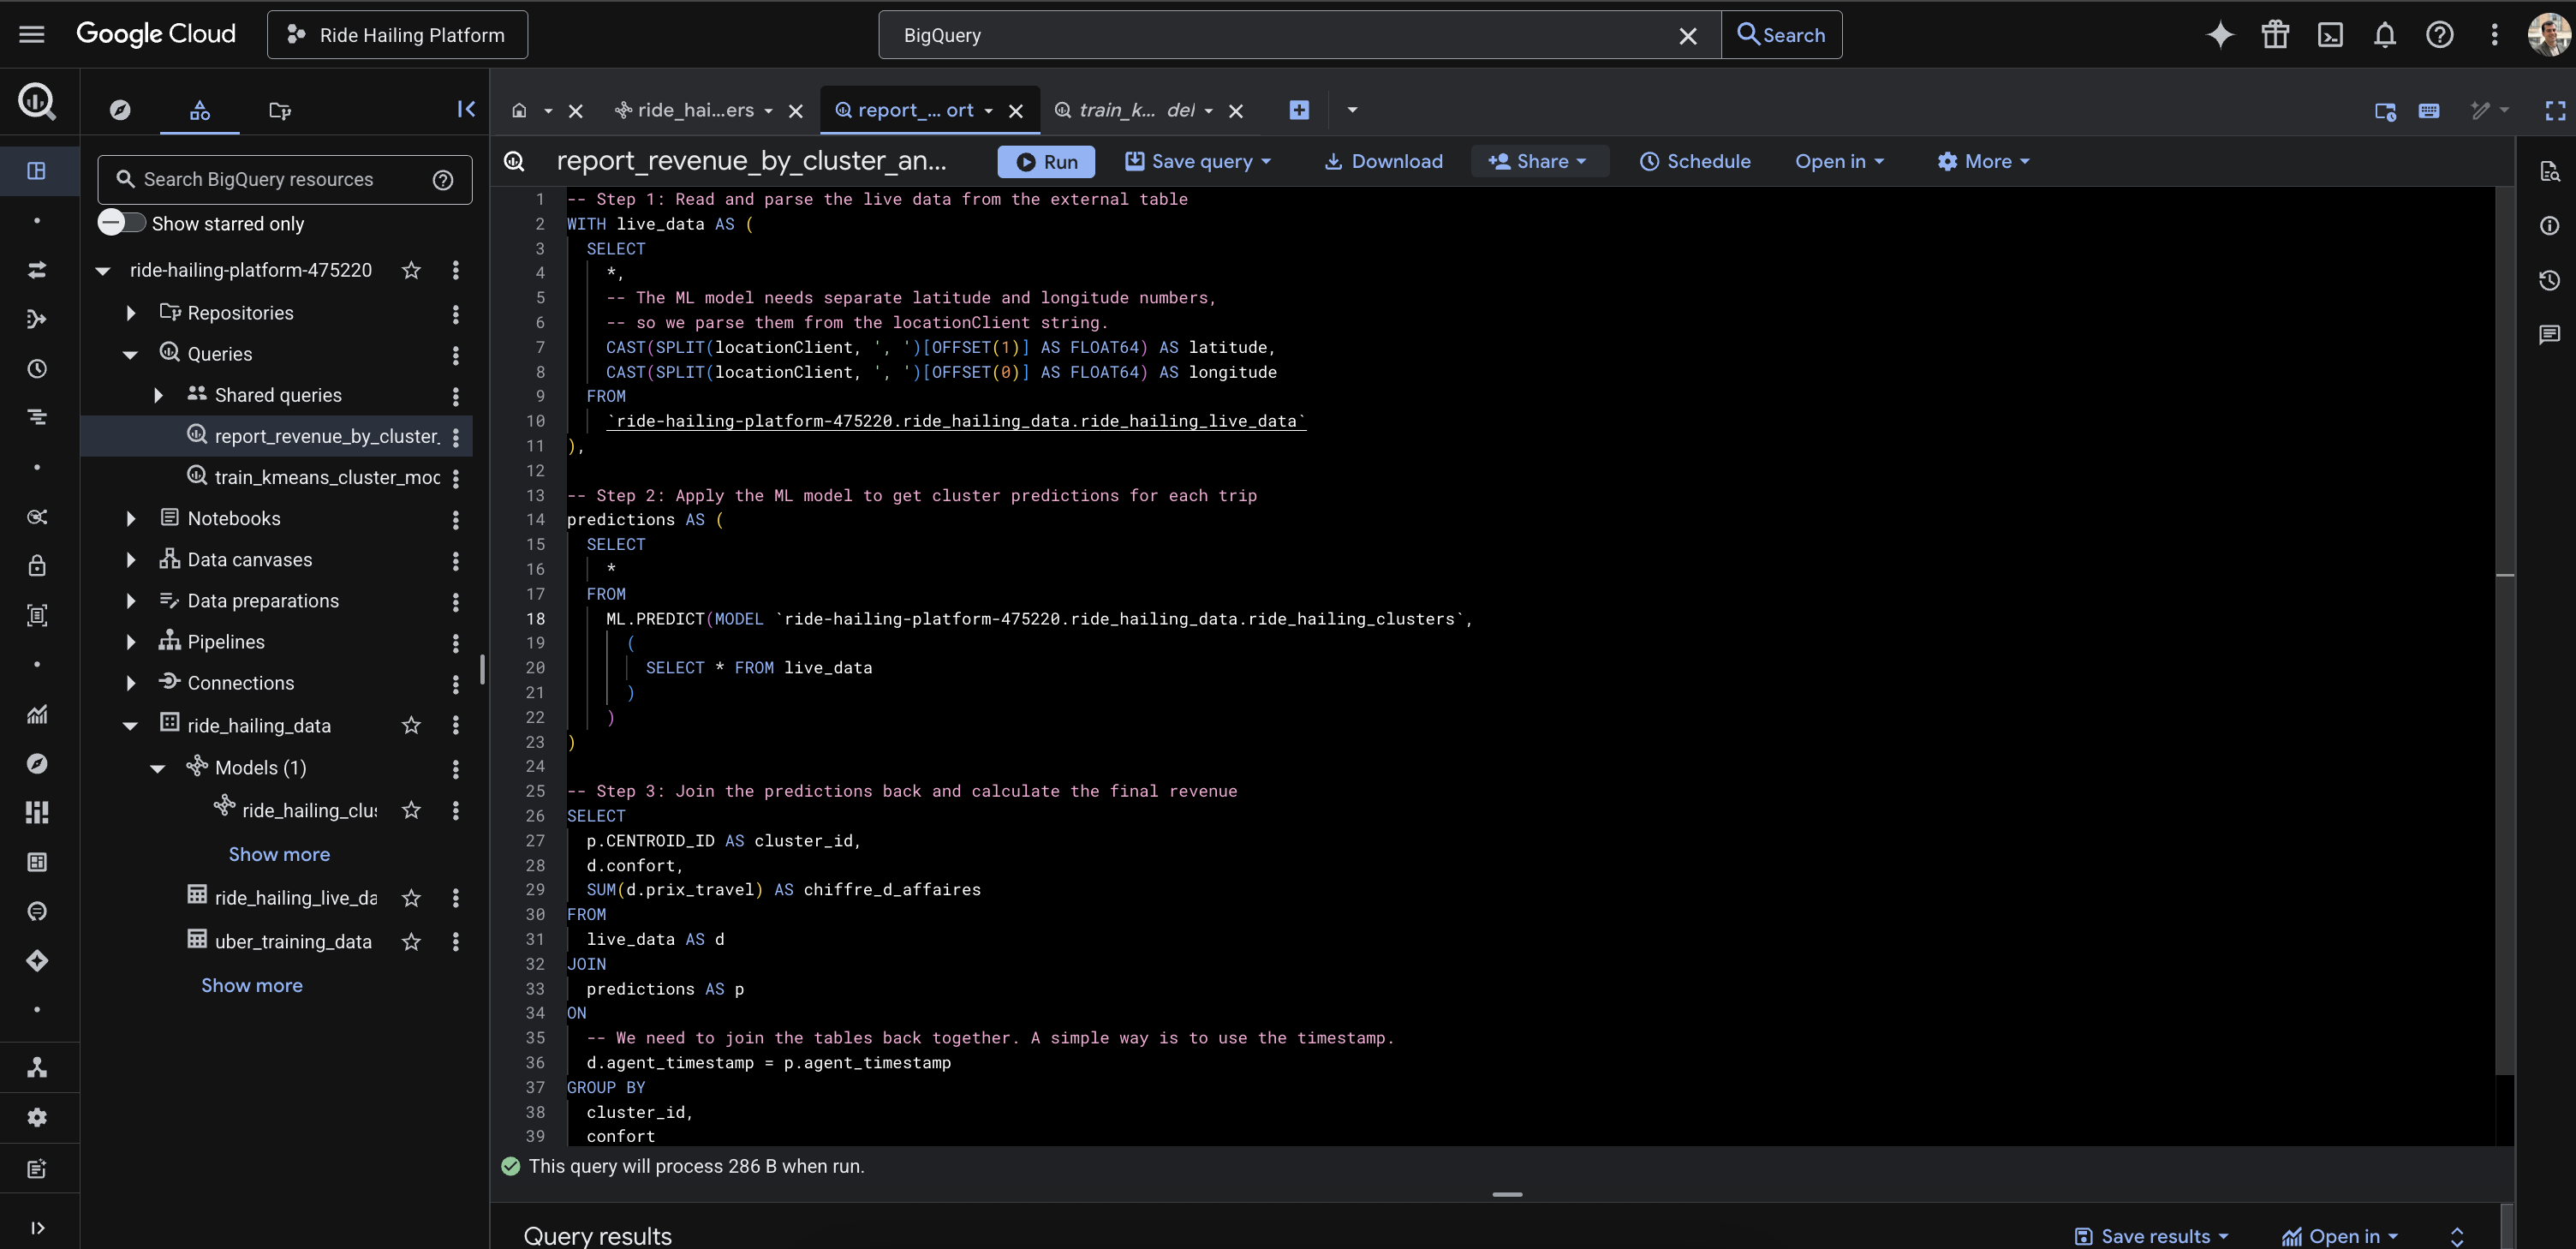 Google Cloud
Ride Hailing Platform
BigQuery
Search
ride_hai...ers
report_... ort
train_k... del
Search BigQuery resources
Show starred only
ride-hailing-platform-475220
Repositories
Queries
Shared queries
report_revenue_by_cluster_
train_kmeans_cluster_moc
Notebooks
Data canvases
Data preparations
Pipelines
Connections
ride_hailing_data
Models (1)
ride_hailing_clu
Show more
ride_hailing_live_da
uber_training_data
Show more
report_revenue_by_cluster_an...
Run
Save query
Download
Share
Schedule
Open in
More
1 -- Step 1: Read and parse the live data from the external table
2 WITH live_data AS (
3 SELECT
4 *,
5 -- The ML model needs separate latitude and longitude numbers,
6 -- so we parse them from the locationClient string.
7 CAST(SPLIT(locationClient, ', ')[OFFSET(1)] AS FLOAT64) AS latitude,
8 CAST(SPLIT(locationClient, ', ')[OFFSET(0)] AS FLOAT64) AS longitude
9 FROM
10 `ride-hailing-platform-475220.ride_hailing_data.ride_hailing_live_data`
11 ),
12
13 -- Step 2: Apply the ML model to get cluster predictions for each trip
14 predictions AS (
15 SELECT
16 *
17 FROM
18 ML.PREDICT(MODEL `ride-hailing-platform-475220.ride_hailing_data.ride_hailing_clusters`,
19 (
20 SELECT * FROM live_data
21 )
22 )
23 )
24
25 -- Step 3: Join the predictions back and calculate the final revenue
26 SELECT
27 p.CENTROID_ID AS cluster_id,
28 d.confort,
29 SUM(d.prix_travel) AS chiffre_d_affaires
30 FROM
31 live_data AS d
32 JOIN
33 predictions AS p
34 ON
35 -- We need to join the tables back together. A simple way is to use the timestamp.
36 d.agent_timestamp = p.agent_timestamp
37 GROUP BY
38 cluster_id,
39 confort
This query will process 286 B when run.
Query results
Save results
Open in